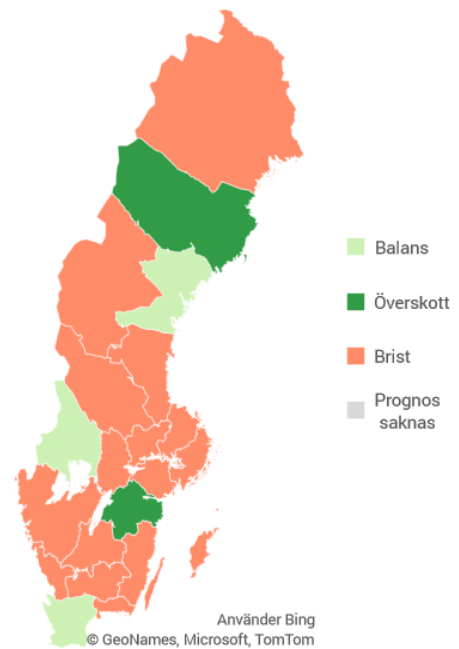 Balans
Överskott
Brist
Prognos
saknas
Använder Bing
© GeoNames, Microsoft, TomTom